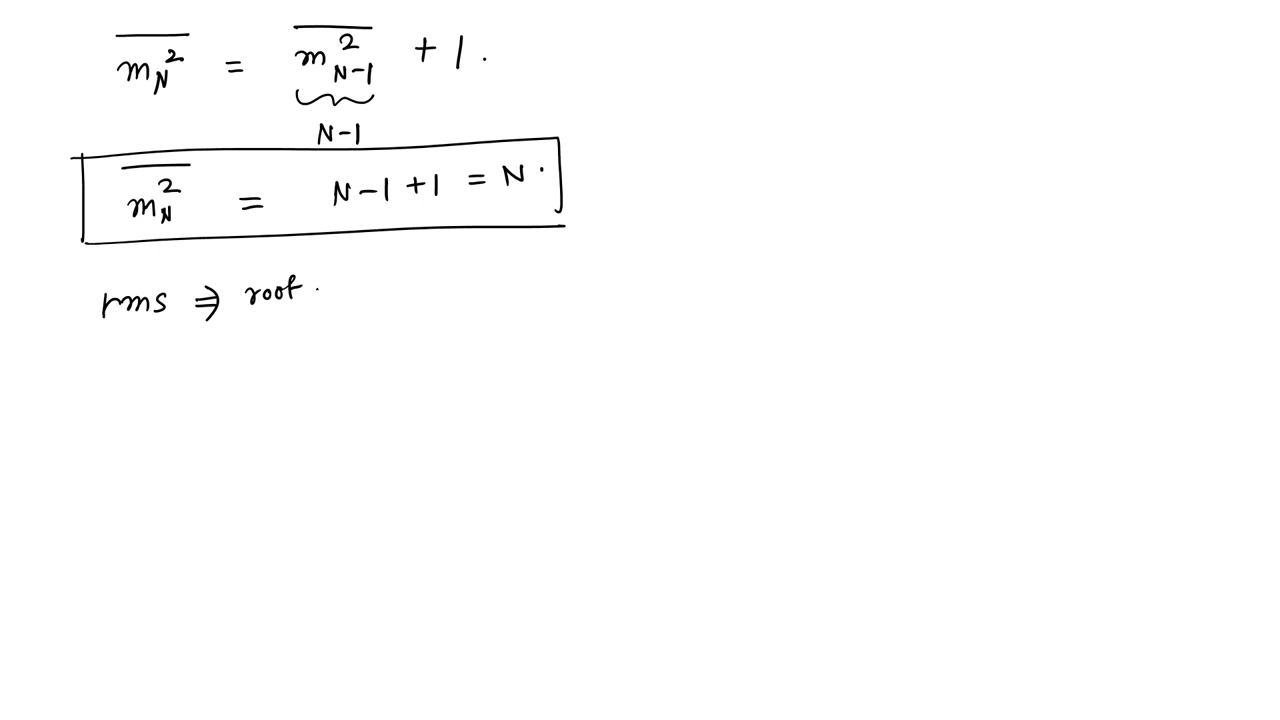 $\overline{m_N^2} = \overline{m_{N-1}^2} + 1.$
$N-1$
$\overline{m_N^2} = N-1+1 = N.$
rms ⇒ root.